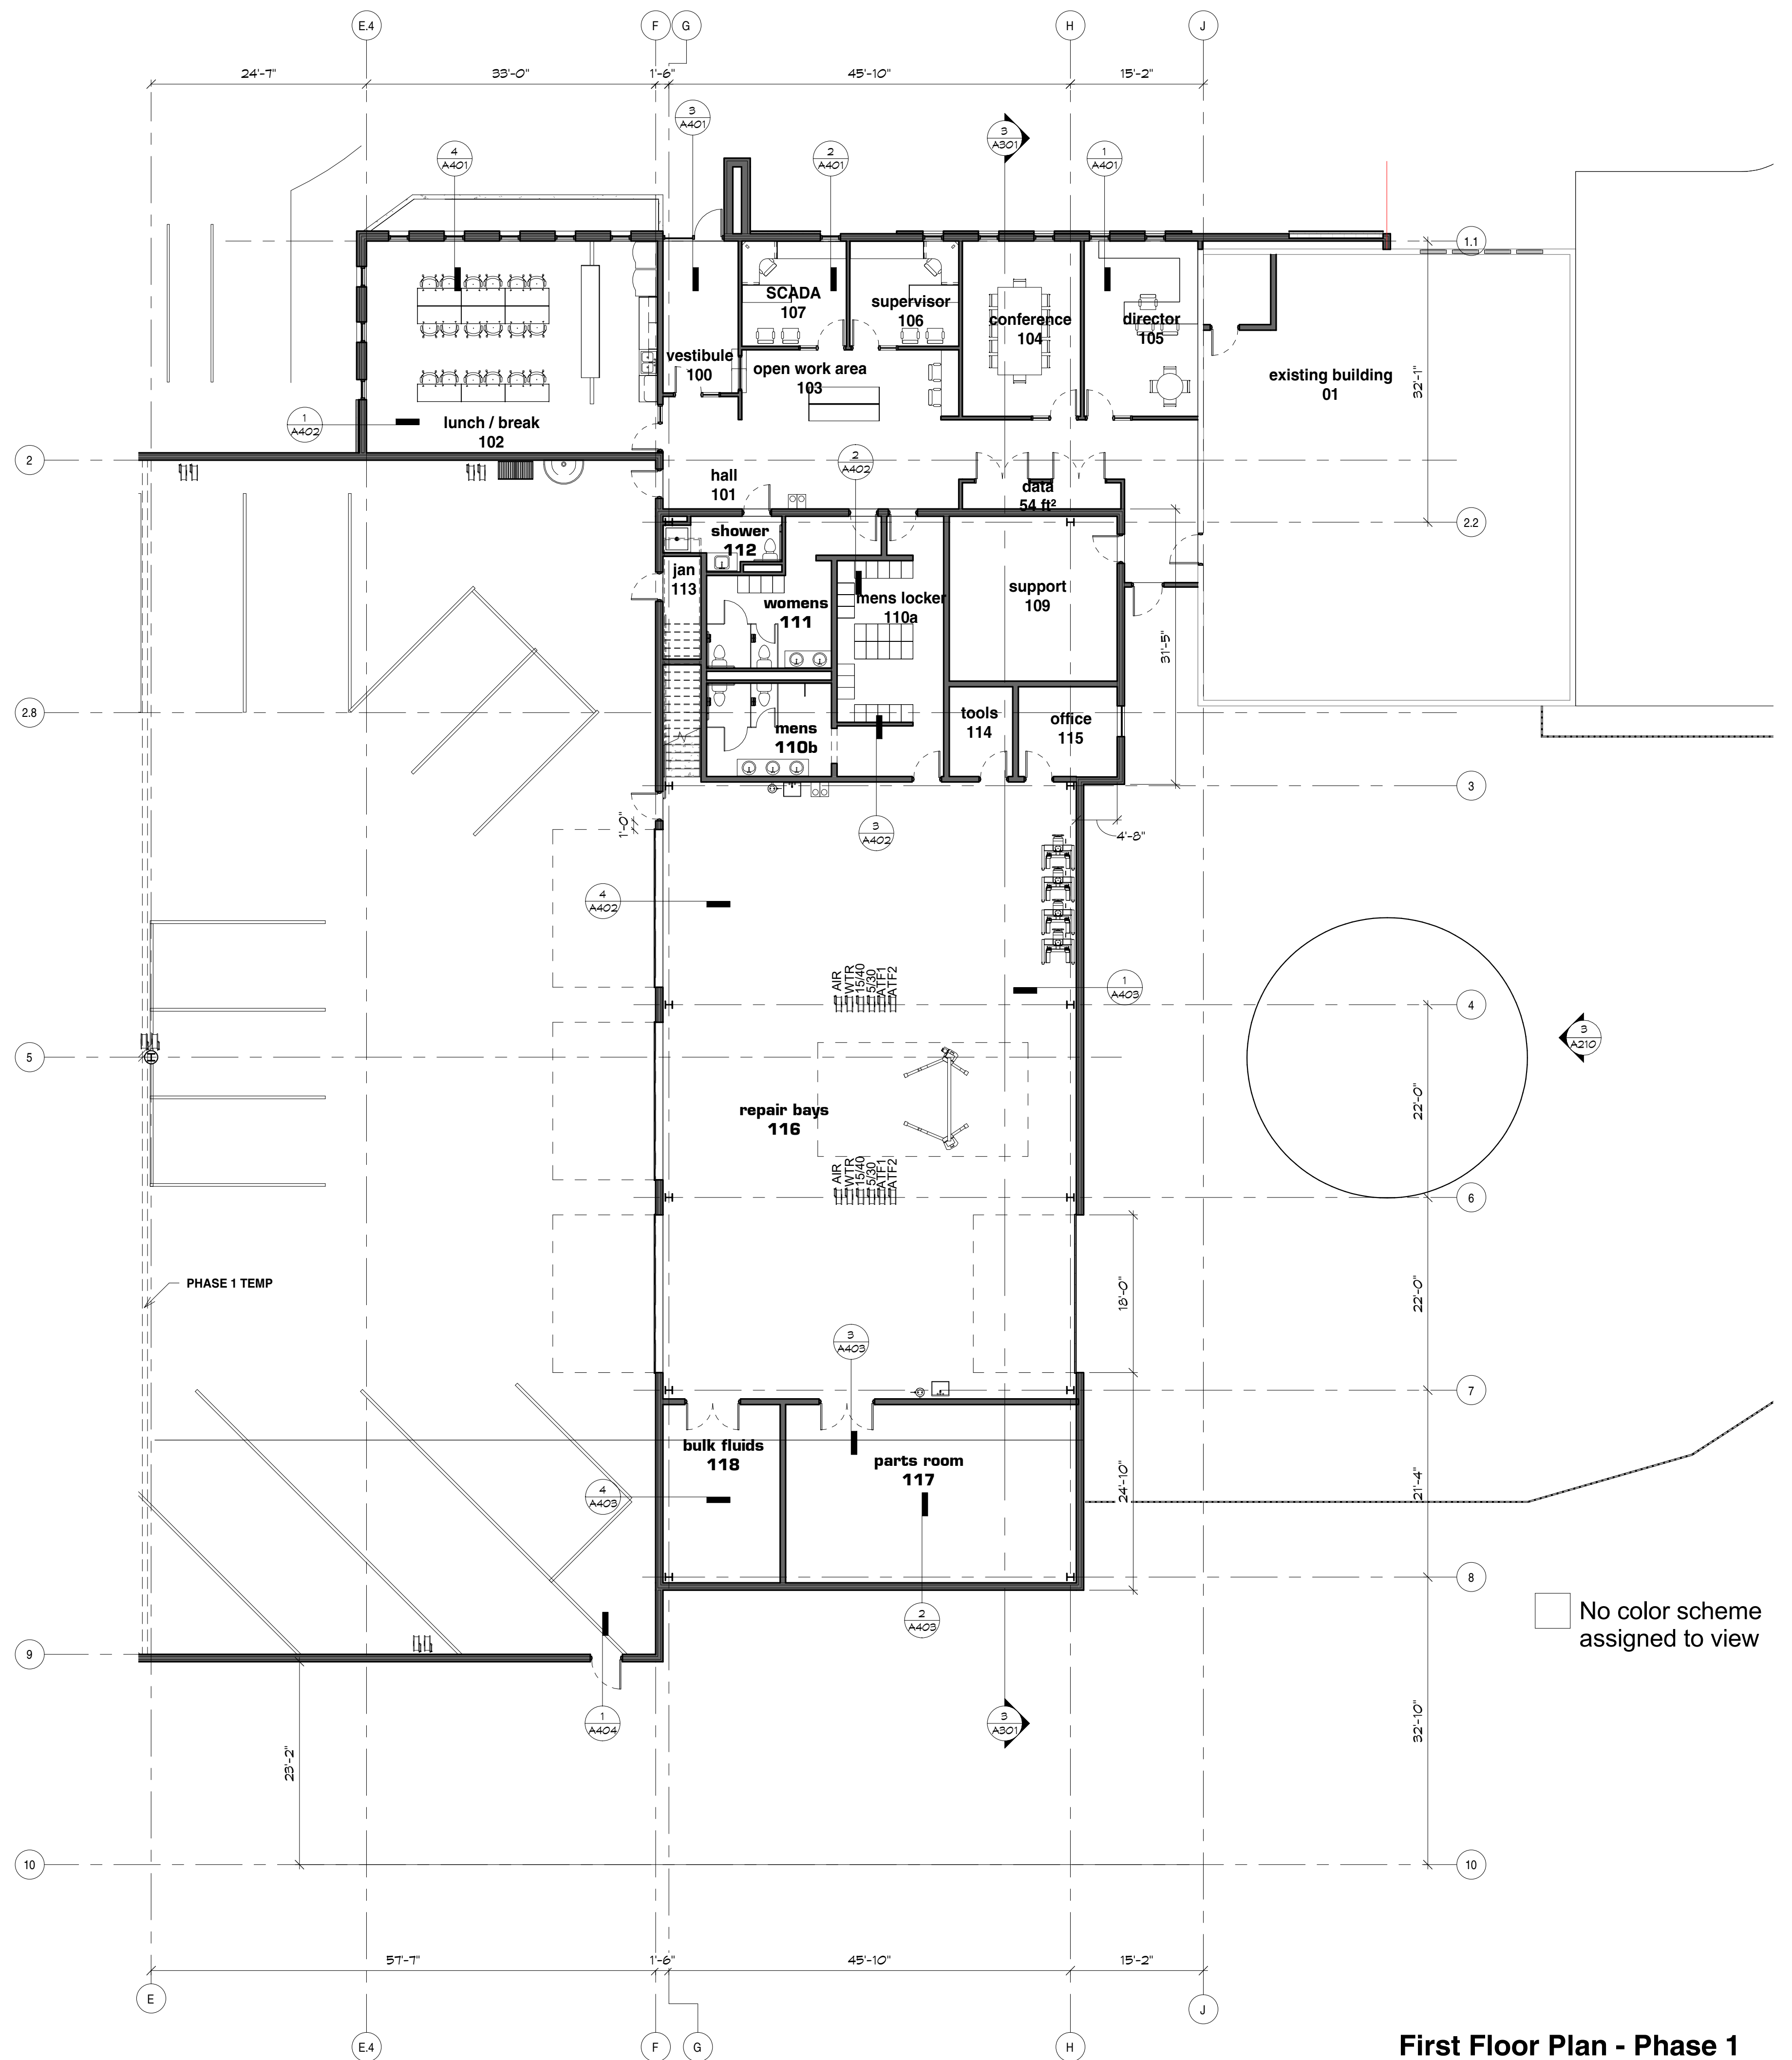 E.4
F
G
H
J
24'-7"
33'-0"
1'-6"
45'-10"
15'-2"
3
A401
4
A401
2
A401
3
A301
1
A401
1.1
SCADA
107
supervisor
106
conference
104
director
105
vestibule
100
open work area
103
existing building
01
32'-1"
1
A402
lunch / break
102
2
2
A402
hall
101
data
54 ft²
2.2
shower
112
jan
113
womens
111
mens locker
110a
support
109
31'-5"
2.8
mens
110b
tools
114
office
115
3
1'-0"
3
A402
4'-8"
4
A402
AIR
WTR
15/40
5/30
ATF1
ATF2
1
A403
4
5
3
A210
22'-0"
repair bays
116
AIR
WTR
15/40
5/30
ATF1
ATF2
6
PHASE 1 TEMP
18'-0"
22'-0"
3
A403
7
bulk fluids
118
parts room
117
24'-10"
21'-4"
4
A403
8
2
A403
No color scheme
assigned to view
9
1
A404
3
A301
23'-2"
32'-10"
10
10
57'-7"
1'-6"
45'-10"
15'-2"
E
J
E.4
F
G
H
First Floor Plan - Phase 1